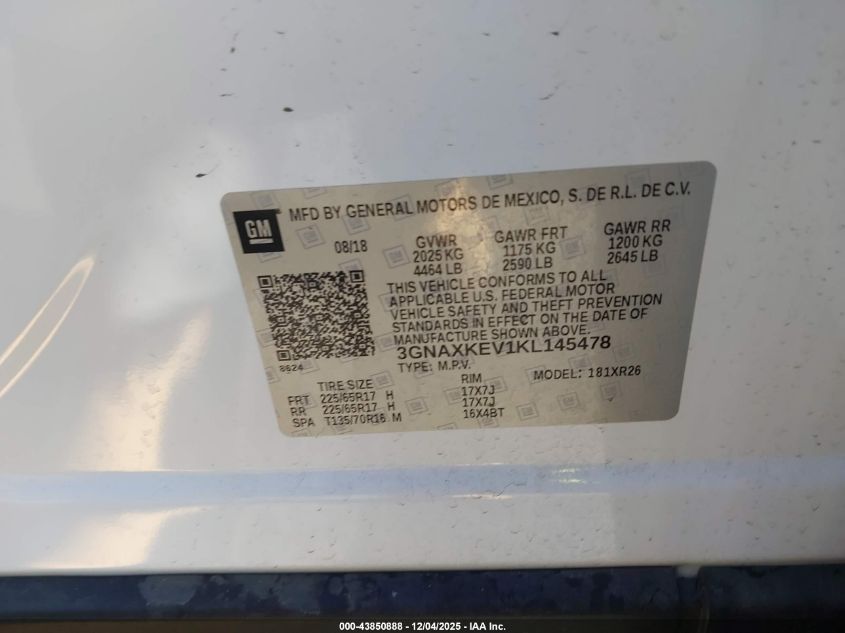 GM MFD BY GENERAL MOTORS DE MEXICO, S. DE R.L. DE C.V.
08/18 GVWR GAWR FRT GAWR RR
2025 KG 1175 KG 1200 KG
4464 LB 2590 LB 2645 LB
THIS VEHICLE CONFORMS TO ALL
APPLICABLE U.S. FEDERAL MOTOR
VEHICLE SAFETY AND THEFT PREVENTION
STANDARDS IN EFFECT ON THE DATE OF
MANUFACTURE SHOWN ABOVE.
3GNAXKEV1KL145478
8624 TYPE: M.P.V. MODEL: 181XR26
TIRE SIZE RIM
FRT 225/65R17 H 17X7J
RR 225/65R17 H 17X7J
SPA T135/70R16 M 16X4BT
000-43850888 - 12/04/2025 - IAA Inc.